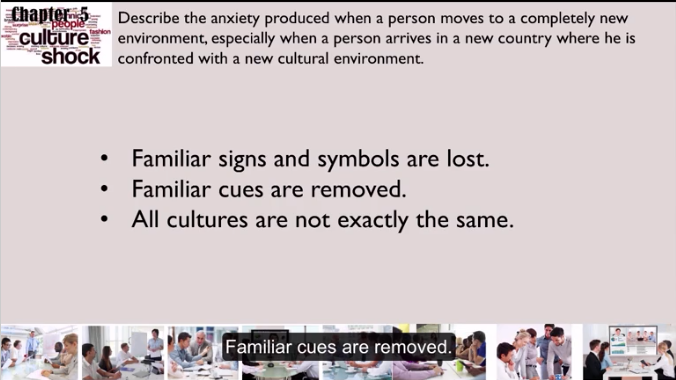 Chapter 5
people
fashion
culture
shock
Describe the anxiety produced when a person moves to a completely new
environment, especially when a person arrives in a new country where he is
confronted with a new cultural environment.
• Familiar signs and symbols are lost.
• Familiar cues are removed.
• All cultures are not exactly the same.
Familiar cues are removed.